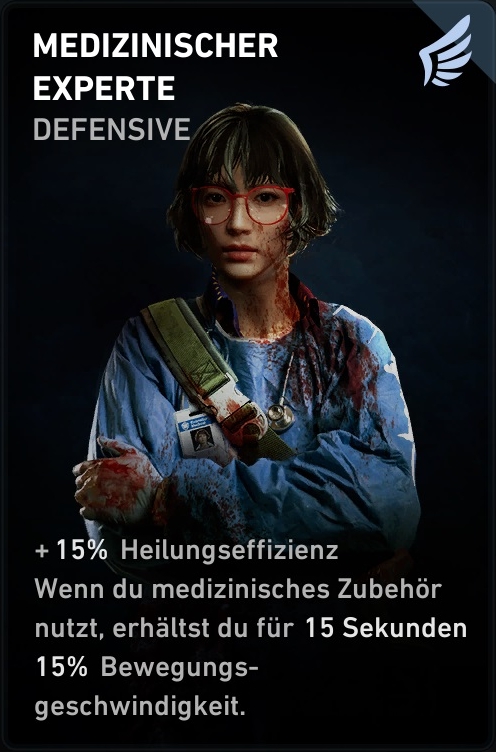 MEDIZINISCHER
EXPERTE
DEFENSIVE
+ 15% Heilungseffizienz
Wenn du medizinisches Zubehör
nutzt, erhältst du für 15 Sekunden
15% Bewegungs-
geschwindigkeit.